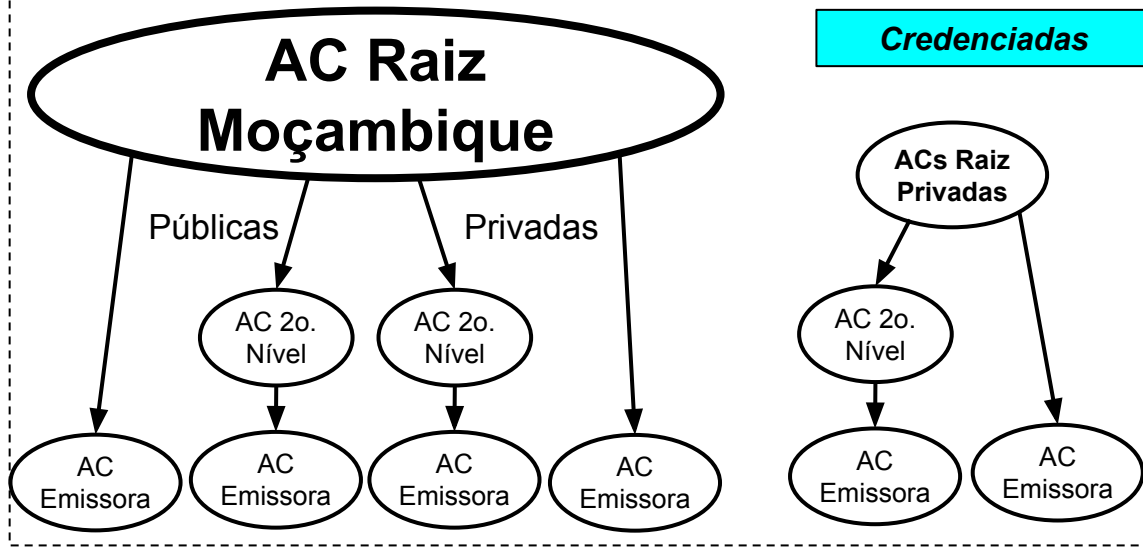 AC Raiz
Moçambique
Credenciadas
ACs Raiz
Privadas
Públicas
Privadas
AC 2o.
Nível
AC 2o.
Nível
AC 2o.
Nível
AC
Emissora
AC
Emissora
AC
Emissora
AC
Emissora
AC
Emissora
AC
Emissora